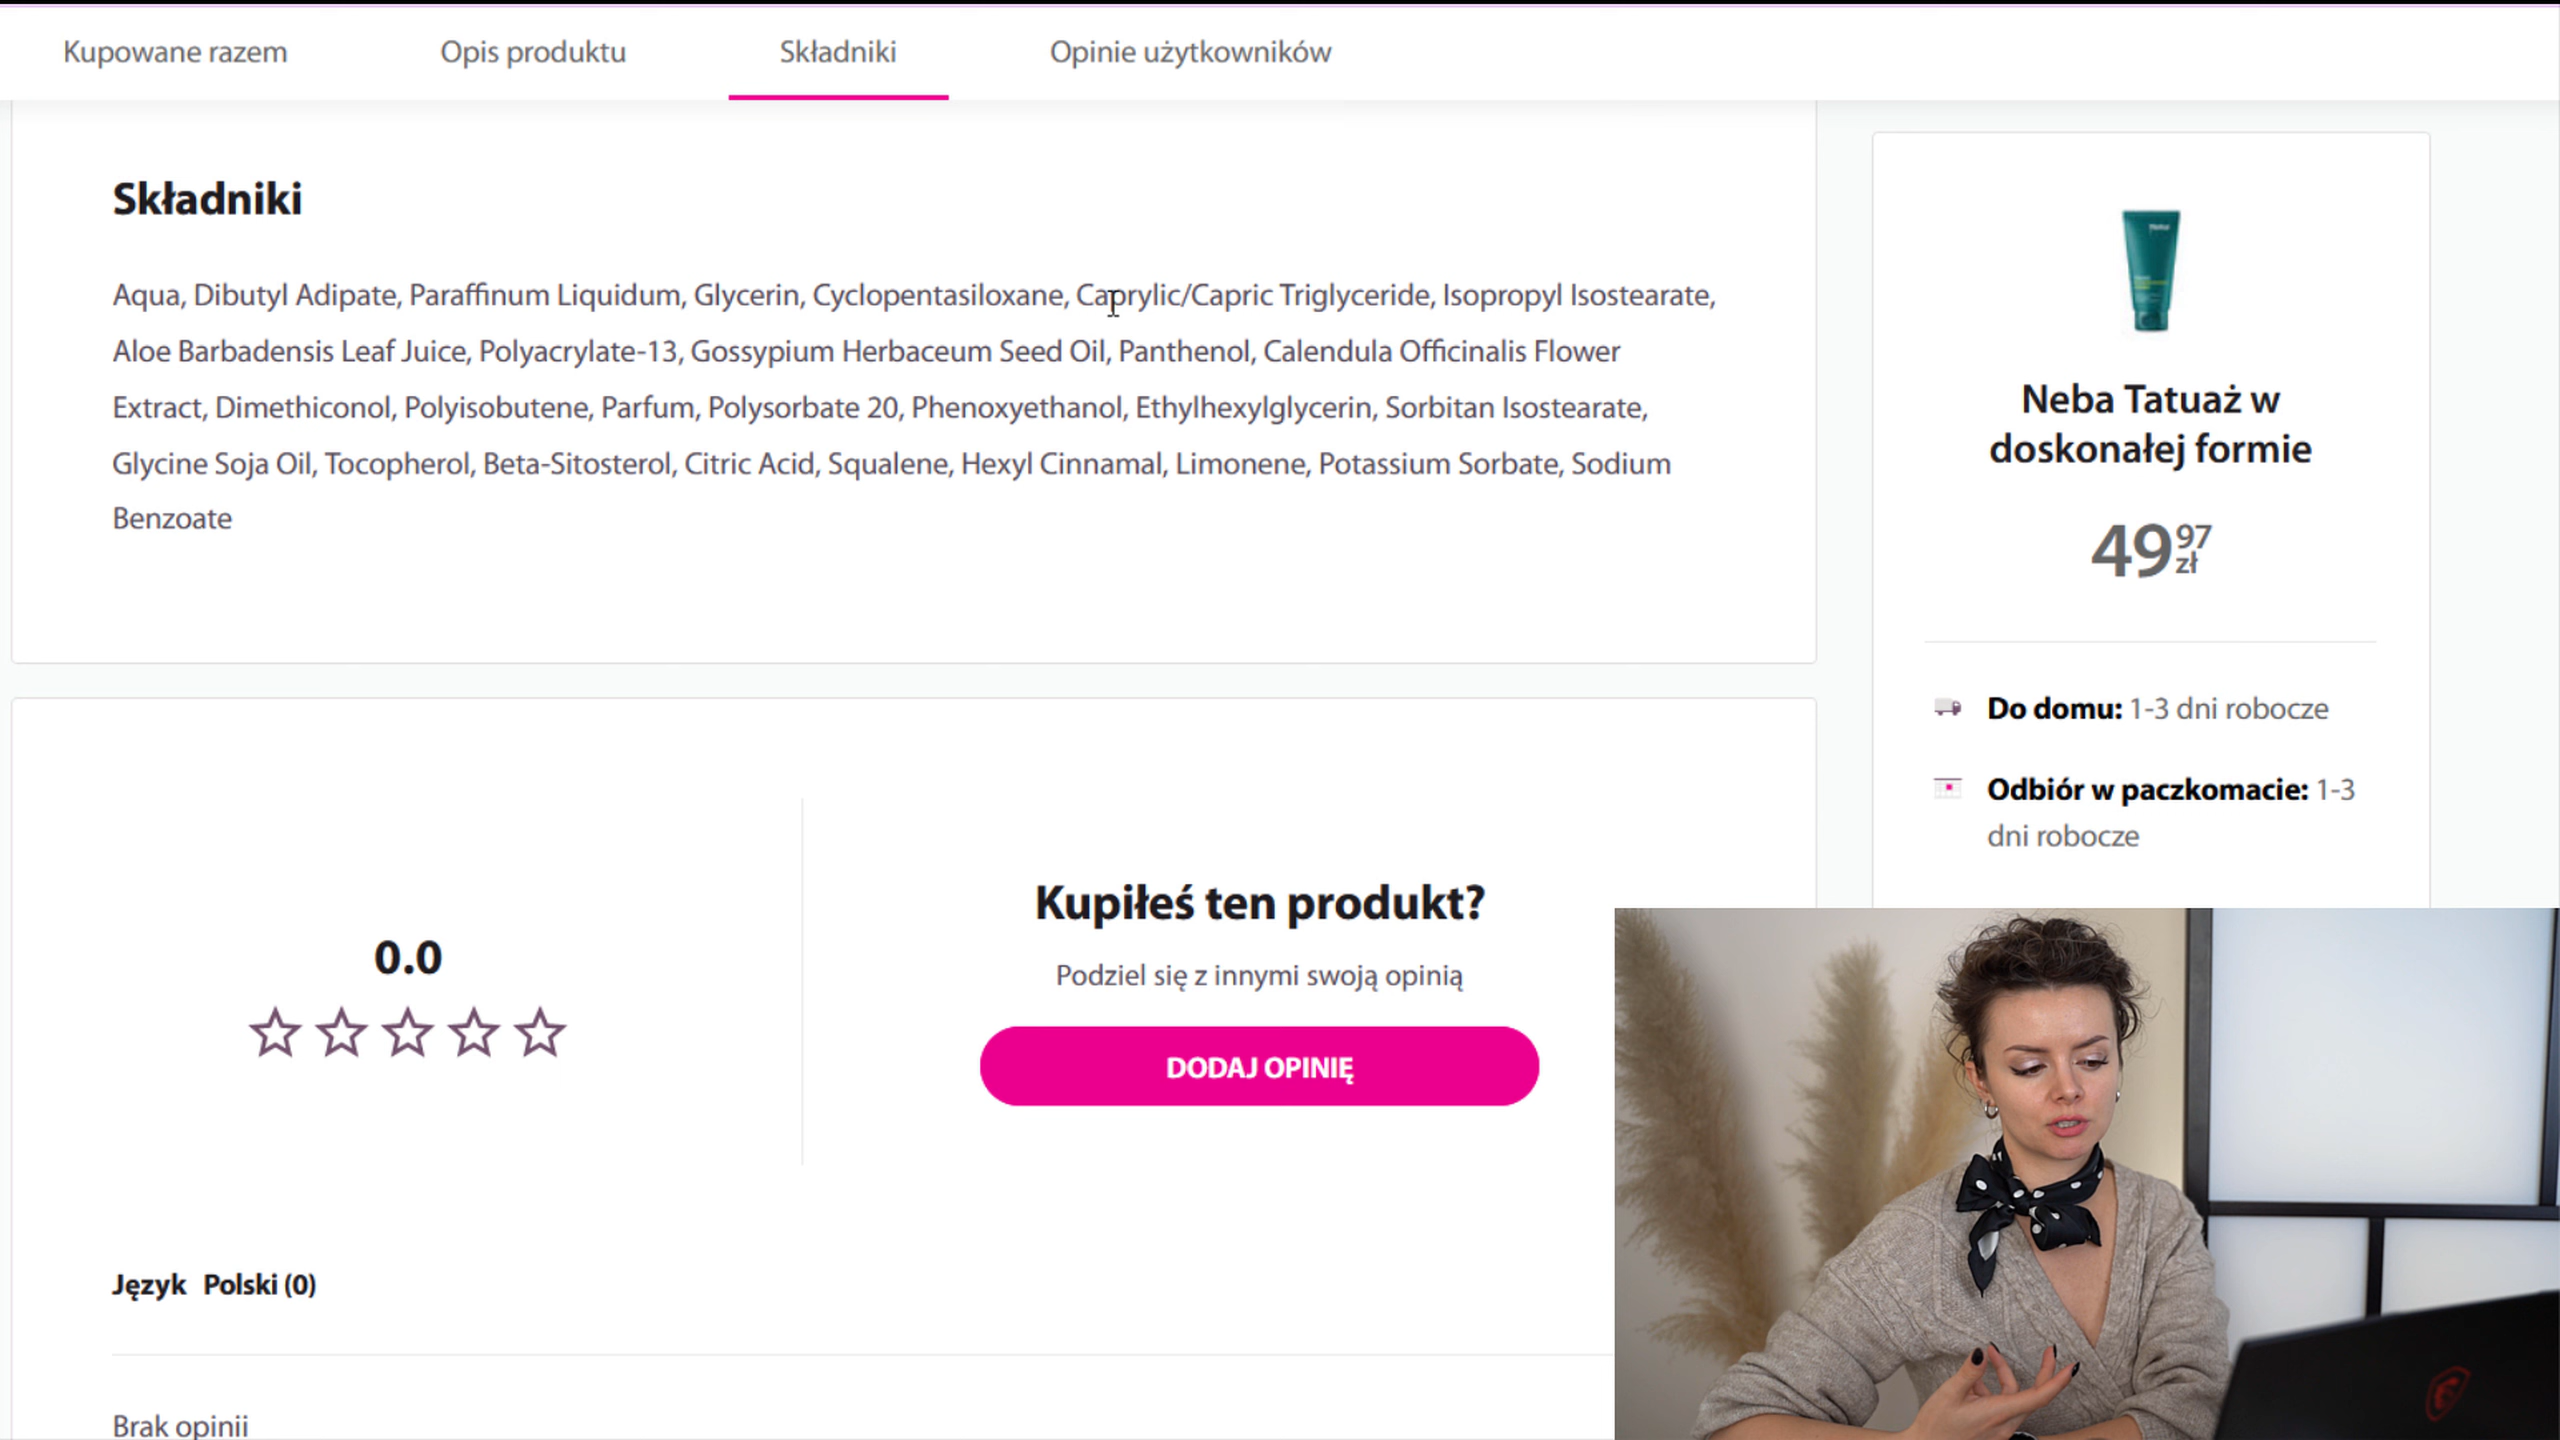 Kupowane razem
Opis produktu
Składniki
Opinie użytkowników
Składniki
Aqua, Dibutyl Adipate, Paraffinum Liquidum, Glycerin, Cyclopentasiloxane, Caprylic/Capric Triglyceride, Isopropyl Isostearate,
Aloe Barbadensis Leaf Juice, Polyacrylate-13, Gossypium Herbaceum Seed Oil, Panthenol, Calendula Officinalis Flower
Extract, Dimethiconol, Polyisobutene, Parfum, Polysorbate 20, Phenoxyethanol, Ethylhexylglycerin, Sorbitan Isostearate,
Glycine Soja Oil, Tocopherol, Beta-Sitosterol, Citric Acid, Squalene, Hexyl Cinnamal, Limonene, Potassium Sorbate, Sodium
Benzoate
Neba Tatuaż w
doskonałej formie
49 97
zł
Do domu: 1-3 dni robocze
Odbiór w paczkomacie: 1-3
dni robocze
0.0
Kupiłeś ten produkt?
Podziel się z innymi swoją opinią
DODAJ OPINIĘ
Język Polski (0)
Brak opinii